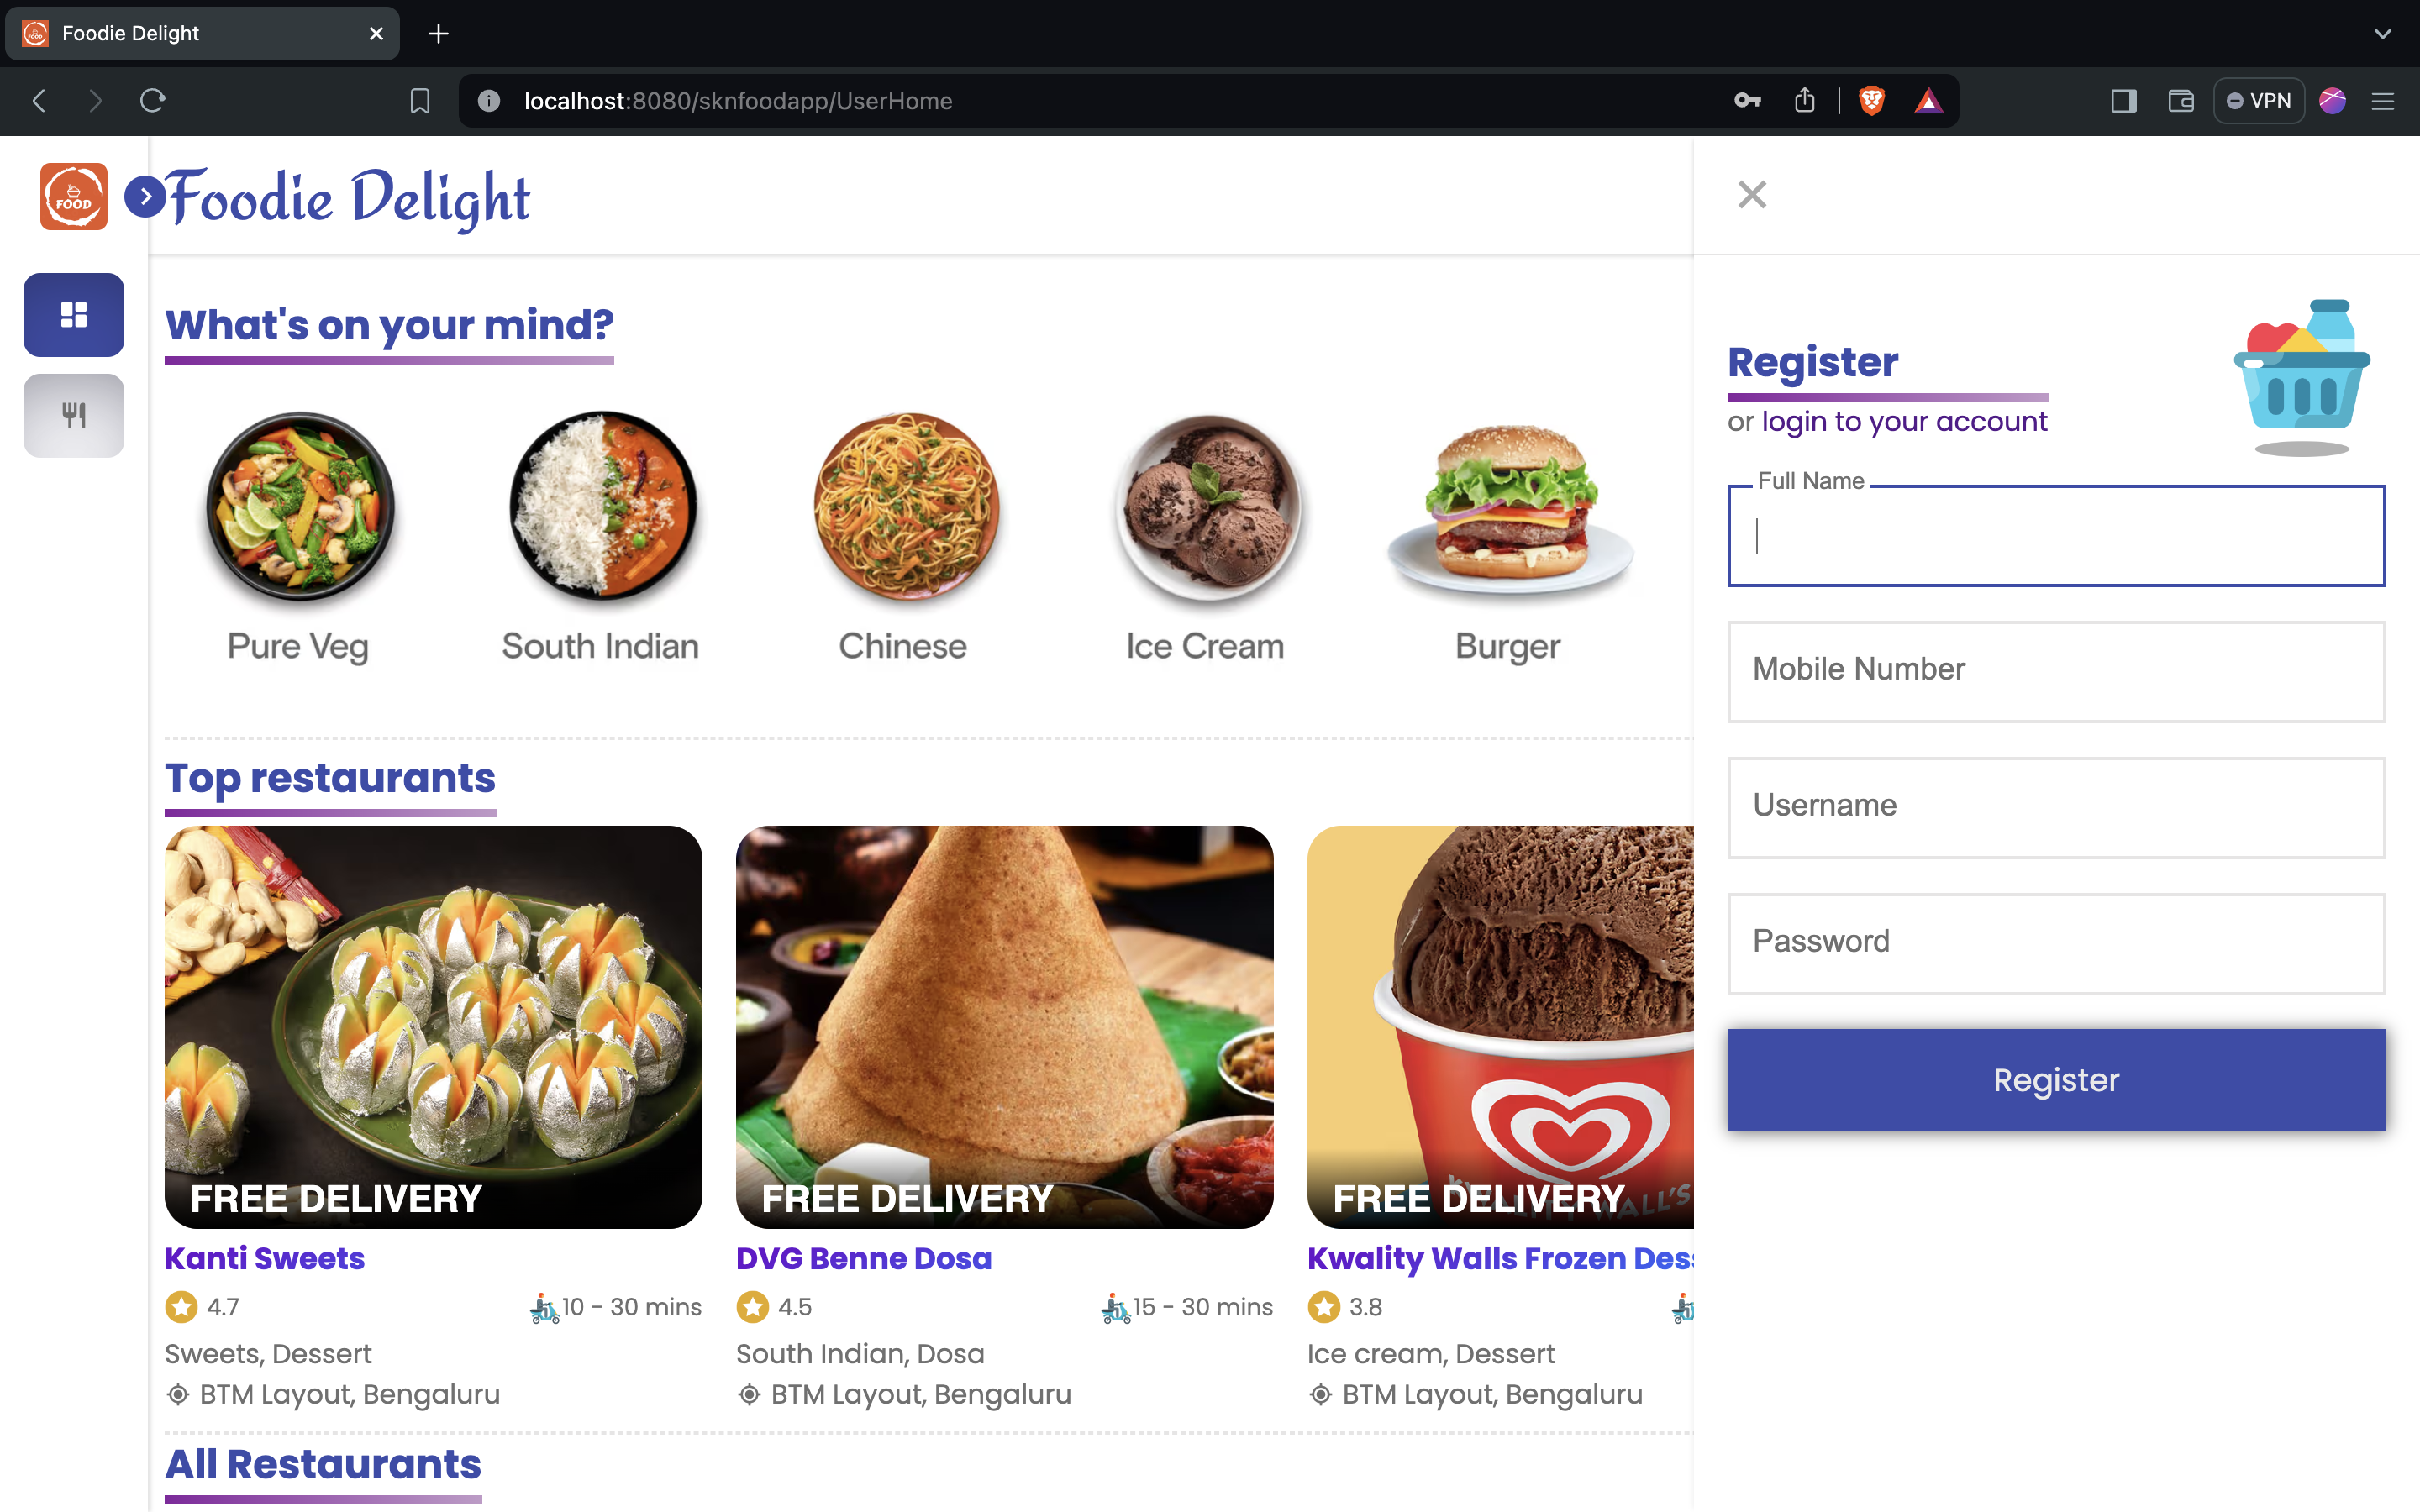 Foodie Delight
localhost:8080/sknfoodapp/UserHome
VPN
FOOD
Foodie Delight
What's on your mind?
Pure Veg
South Indian
Chinese
Ice Cream
Burger
Top restaurants
FREE DELIVERY
FREE DELIVERY
FREE DELIVERY
WALL'S
Kanti Sweets
DVG Benne Dosa
Kwality Walls Frozen Des
4.7
10 - 30 mins
4.5
15 - 30 mins
3.8
Sweets, Dessert
South Indian, Dosa
Ice cream, Dessert
BTM Layout, Bengaluru
BTM Layout, Bengaluru
BTM Layout, Bengaluru
All Restaurants
Register
or login to your account
Full Name
Mobile Number
Username
Password
Register